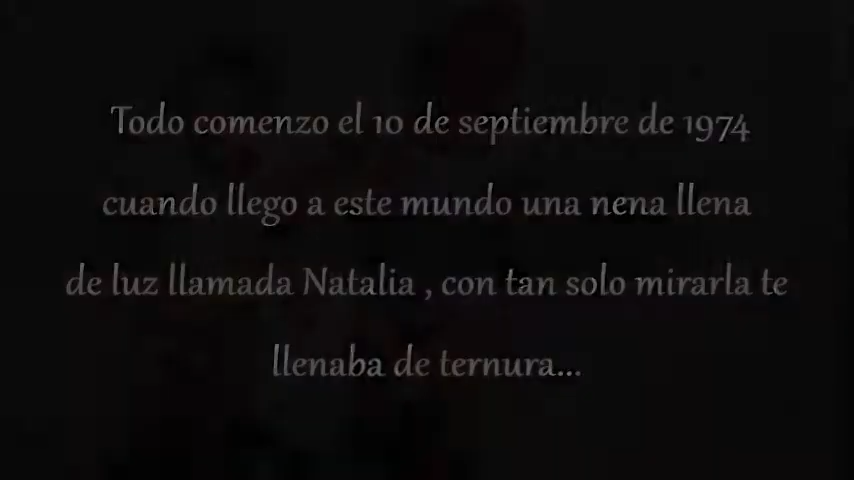 Todo comenzo el 10 de septiembre de 1974
cuando llego a este mundo una nena llena
de luz llamada Natalia , con tan solo mirarla te
llenaba de ternura...